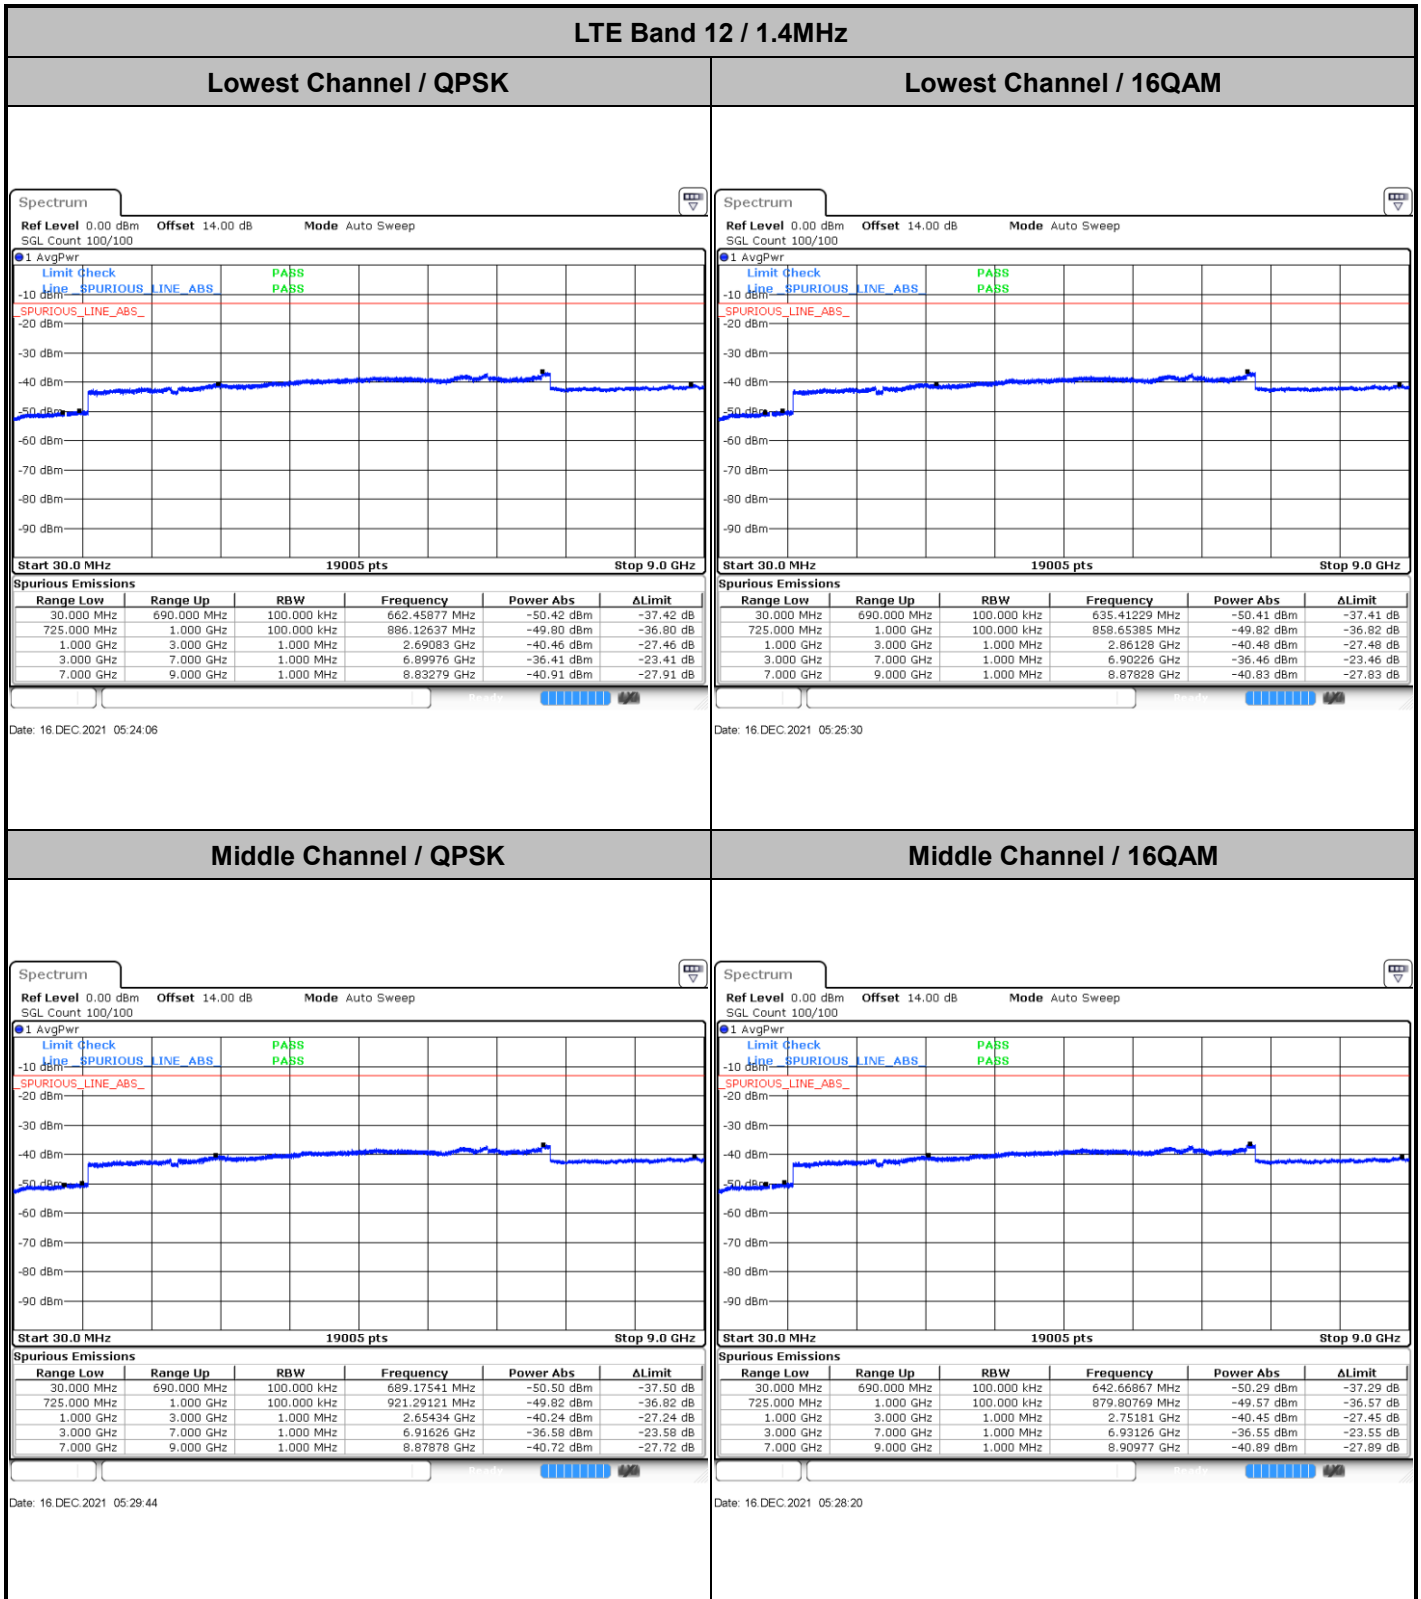 LTE Band 12 / 1.4MHz
Lowest Channel / QPSK
Lowest Channel / 16QAM
Spectrum
Ref Level 0.00 dBm Offset 14.00 dB Mode Auto Sweep
SGL Count 100/100
1 AvgPwr
Limit Check PASS
Line _SPURIOUS_LINE_ABS_ PASS
-10 dBm
_SPURIOUS_LINE_ABS_
-20 dBm
-30 dBm
-40 dBm
-50 dBm
-60 dBm
-70 dBm
-80 dBm
-90 dBm
Start 30.0 MHz 19005 pts Stop 9.0 GHz
Spurious Emissions
Range Low Range Up RBW Frequency Power Abs ΔLimit
30.000 MHz 690.000 MHz 100.000 kHz 662.45877 MHz -50.42 dBm -37.42 dB
725.000 MHz 1.000 GHz 100.000 kHz 886.12637 MHz -49.80 dBm -36.80 dB
1.000 GHz 3.000 GHz 1.000 MHz 2.69083 GHz -40.46 dBm -27.46 dB
3.000 GHz 7.000 GHz 1.000 MHz 6.89976 GHz -36.41 dBm -23.41 dB
7.000 GHz 9.000 GHz 1.000 MHz 8.83279 GHz -40.91 dBm -27.91 dB
Ready
Date: 16.DEC.2021 05:24:06
Spectrum
Ref Level 0.00 dBm Offset 14.00 dB Mode Auto Sweep
SGL Count 100/100
1 AvgPwr
Limit Check PASS
Line _SPURIOUS_LINE_ABS_ PASS
-10 dBm
_SPURIOUS_LINE_ABS_
-20 dBm
-30 dBm
-40 dBm
-50 dBm
-60 dBm
-70 dBm
-80 dBm
-90 dBm
Start 30.0 MHz 19005 pts Stop 9.0 GHz
Spurious Emissions
Range Low Range Up RBW Frequency Power Abs ΔLimit
30.000 MHz 690.000 MHz 100.000 kHz 635.41229 MHz -50.41 dBm -37.41 dB
725.000 MHz 1.000 GHz 100.000 kHz 858.65385 MHz -49.82 dBm -36.82 dB
1.000 GHz 3.000 GHz 1.000 MHz 2.86128 GHz -40.48 dBm -27.48 dB
3.000 GHz 7.000 GHz 1.000 MHz 6.90226 GHz -36.46 dBm -23.46 dB
7.000 GHz 9.000 GHz 1.000 MHz 8.87828 GHz -40.83 dBm -27.83 dB
Ready
Date: 16.DEC.2021 05:25:30
Middle Channel / QPSK
Middle Channel / 16QAM
Spectrum
Ref Level 0.00 dBm Offset 14.00 dB Mode Auto Sweep
SGL Count 100/100
1 AvgPwr
Limit Check PASS
Line _SPURIOUS_LINE_ABS_ PASS
-10 dBm
_SPURIOUS_LINE_ABS_
-20 dBm
-30 dBm
-40 dBm
-50 dBm
-60 dBm
-70 dBm
-80 dBm
-90 dBm
Start 30.0 MHz 19005 pts Stop 9.0 GHz
Spurious Emissions
Range Low Range Up RBW Frequency Power Abs ΔLimit
30.000 MHz 690.000 MHz 100.000 kHz 689.17541 MHz -50.50 dBm -37.50 dB
725.000 MHz 1.000 GHz 100.000 kHz 921.29121 MHz -49.82 dBm -36.82 dB
1.000 GHz 3.000 GHz 1.000 MHz 2.65434 GHz -40.24 dBm -27.24 dB
3.000 GHz 7.000 GHz 1.000 MHz 6.91626 GHz -36.58 dBm -23.58 dB
7.000 GHz 9.000 GHz 1.000 MHz 8.87878 GHz -40.72 dBm -27.72 dB
Ready
Date: 16.DEC.2021 05:29:44
Spectrum
Ref Level 0.00 dBm Offset 14.00 dB Mode Auto Sweep
SGL Count 100/100
1 AvgPwr
Limit Check PASS
Line _SPURIOUS_LINE_ABS_ PASS
-10 dBm
_SPURIOUS_LINE_ABS_
-20 dBm
-30 dBm
-40 dBm
-50 dBm
-60 dBm
-70 dBm
-80 dBm
-90 dBm
Start 30.0 MHz 19005 pts Stop 9.0 GHz
Spurious Emissions
Range Low Range Up RBW Frequency Power Abs ΔLimit
30.000 MHz 690.000 MHz 100.000 kHz 642.66867 MHz -50.29 dBm -37.29 dB
725.000 MHz 1.000 GHz 100.000 kHz 879.80769 MHz -49.57 dBm -36.57 dB
1.000 GHz 3.000 GHz 1.000 MHz 2.75181 GHz -40.45 dBm -27.45 dB
3.000 GHz 7.000 GHz 1.000 MHz 6.93126 GHz -36.55 dBm -23.55 dB
7.000 GHz 9.000 GHz 1.000 MHz 8.90977 GHz -40.89 dBm -27.89 dB
Ready
Date: 16.DEC.2021 05:28:20